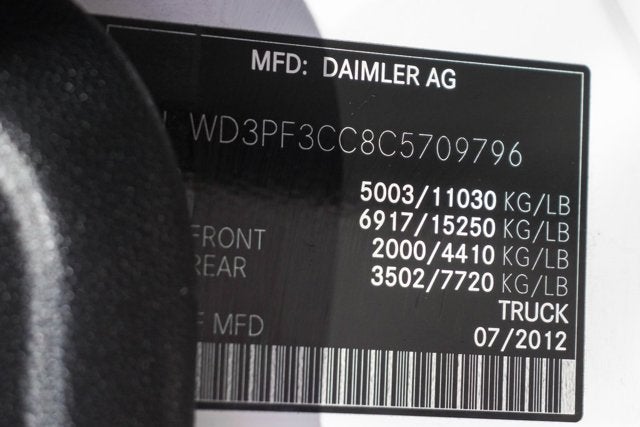 MFD: DAIMLER AG
WD3PF3CC8C5709796
5003/11030 KG/LB
6917/15250 KG/LB
FRONT 2000/4410 KG/LB
REAR 3502/7720 KG/LB
TRUCK
MFD 07/2012